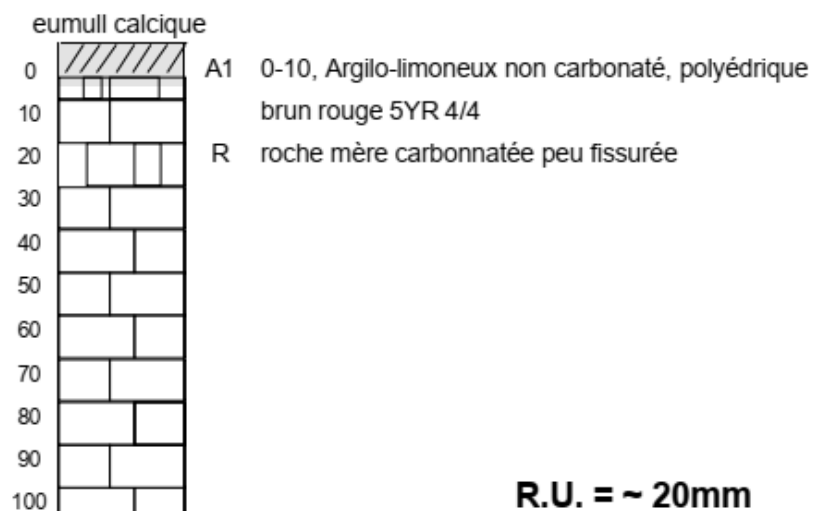 eumull calcique
0 A1 0-10, Argilo-limoneux non carbonaté, polyédrique
brun rouge 5YR 4/4
10
20 R roche mère carbonnatée peu fissurée
30
40
50
60
70
80
90
100
R.U. = ~ 20mm